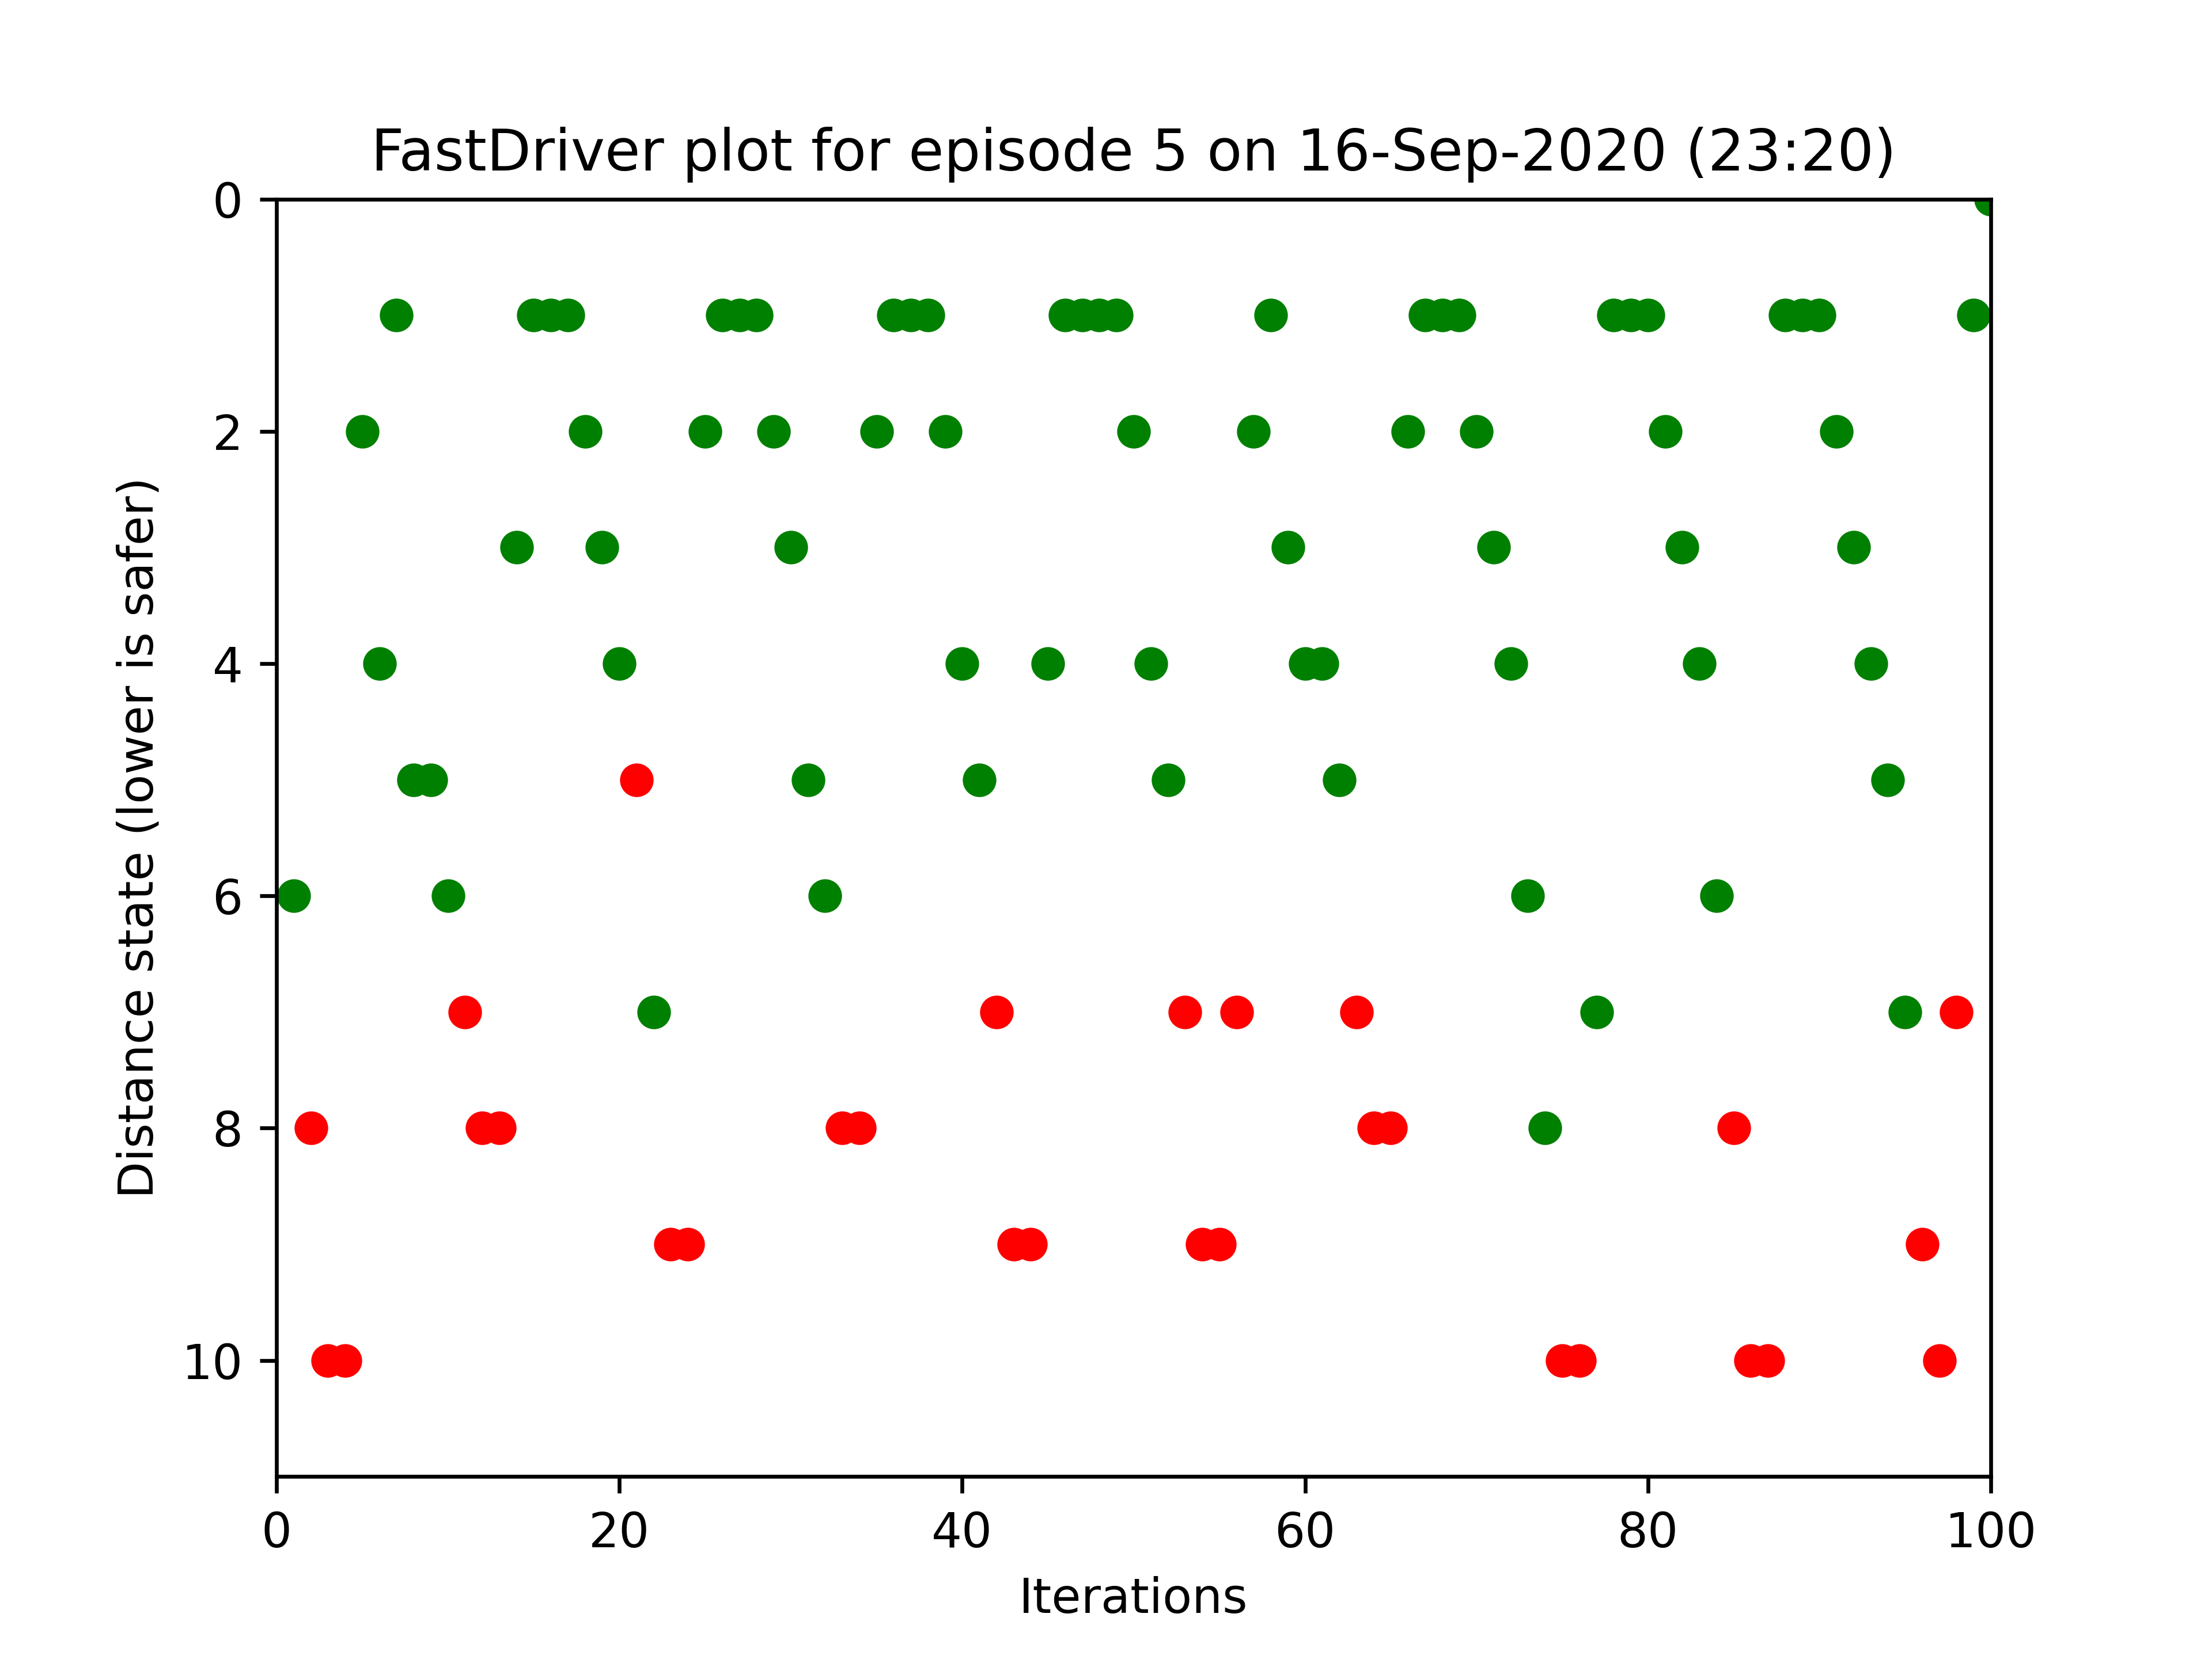 FastDriver plot for episode 5 on 16-Sep-2020 (23:20)
0
2
4
6
8
10
Distance state (lower is safer)
0 20 40 60 80 100
Iterations